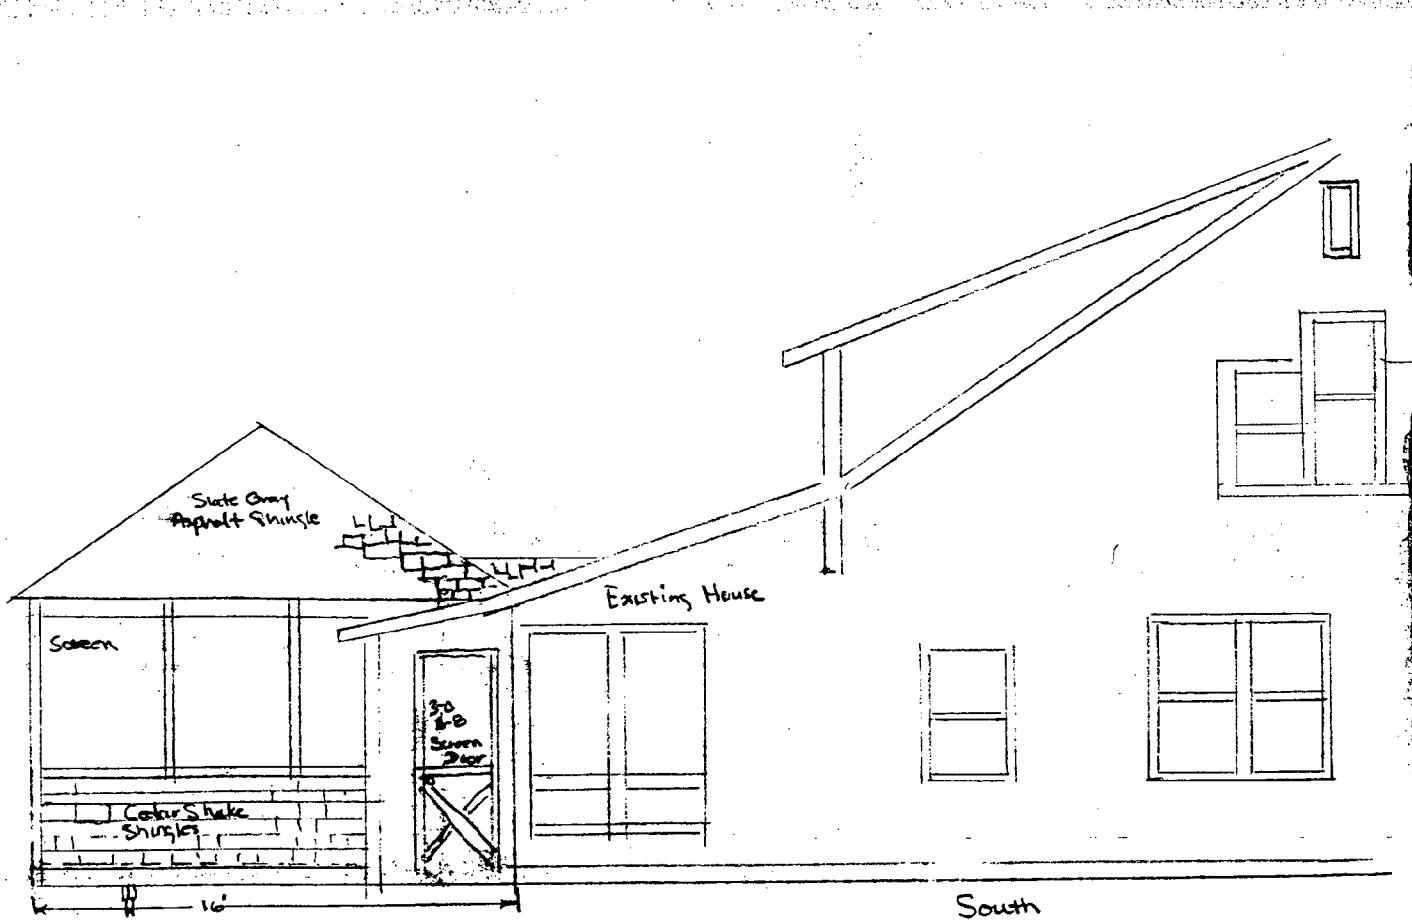 Slate Gray
Asphalt Shingle
Existing House
Screen
3-0
6-8
Screen
Door
Cedar Shake
Shingles
16'
South